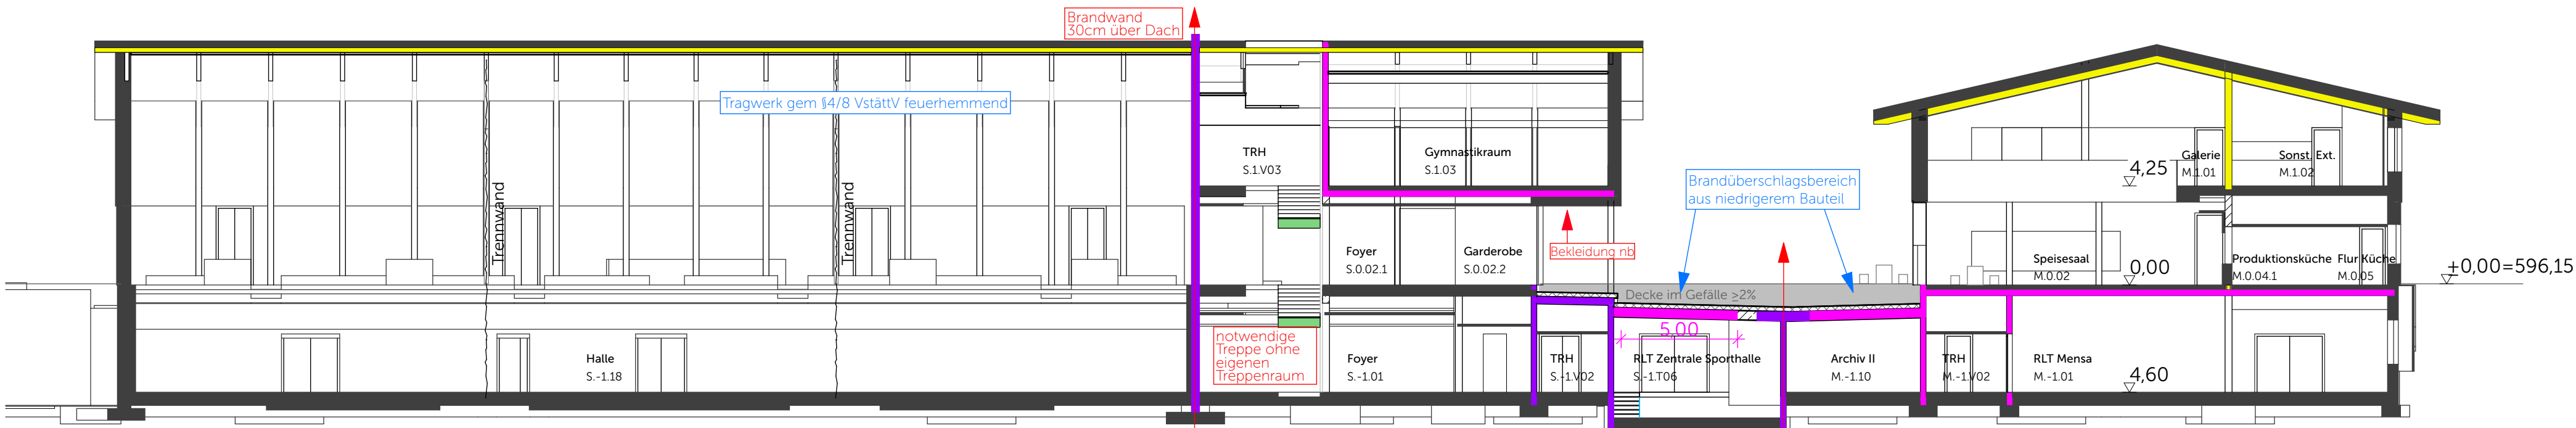 Brandwand
30cm über Dach
Tragwerk gem §4/8 VstättV feuerhemmend
TRH
S.1.V03
Gymnastikraum
S.1.03
Galerie
M.1.01
Sonst. Ext.
M.1.02
4,25
Brandüberschlagsbereich
aus niedrigerem Bauteil
Trennwand
Trennwand
Foyer
S.0.02.1
Garderobe
S.0.02.2
Bekleidung nb
Speisesaal
M.0.02
0,00
Produktionsküche
M.0.04.1
Flur Küche
M.0.05
±0,00=596,15
Decke im Gefälle ≥2%
5,00
notwendige
Treppe ohne
eigenen
Treppenraum
Halle
S.-1.18
Foyer
S.-1.01
TRH
S.-1.V02
RLT Zentrale Sporthalle
S.-1.T06
Archiv II
M.-1.10
TRH
M.-1.V02
RLT Mensa
M.-1.01
4,60